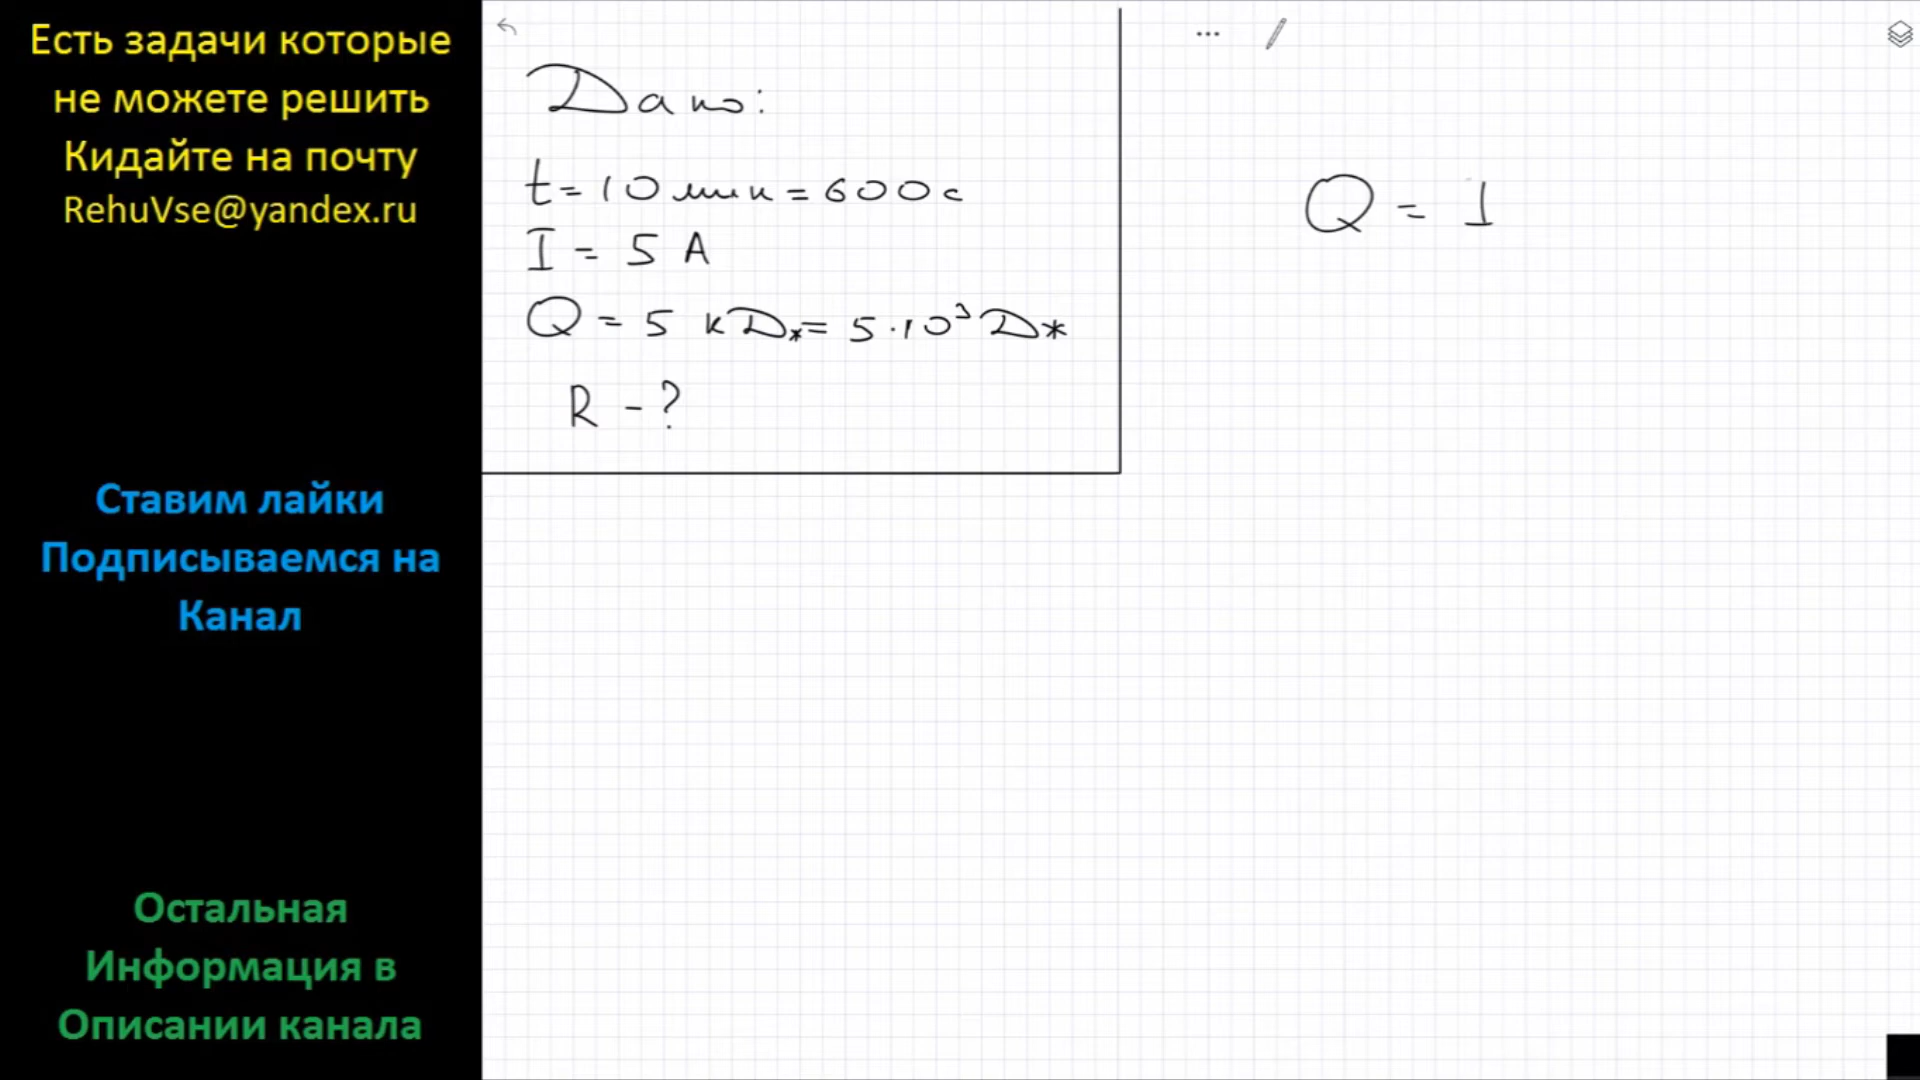 Есть задачи которые
не можете решить
Кидайте на почту
RehuVse@yandex.ru
Ставим лайки
Подписываемся на
Канал
Остальная
Информация в
Описании канала
Дано:
t = 10 мин = 600 с
I = 5 А
Q = 5 кДж = 5·10³ Дж
R - ?
Q = I